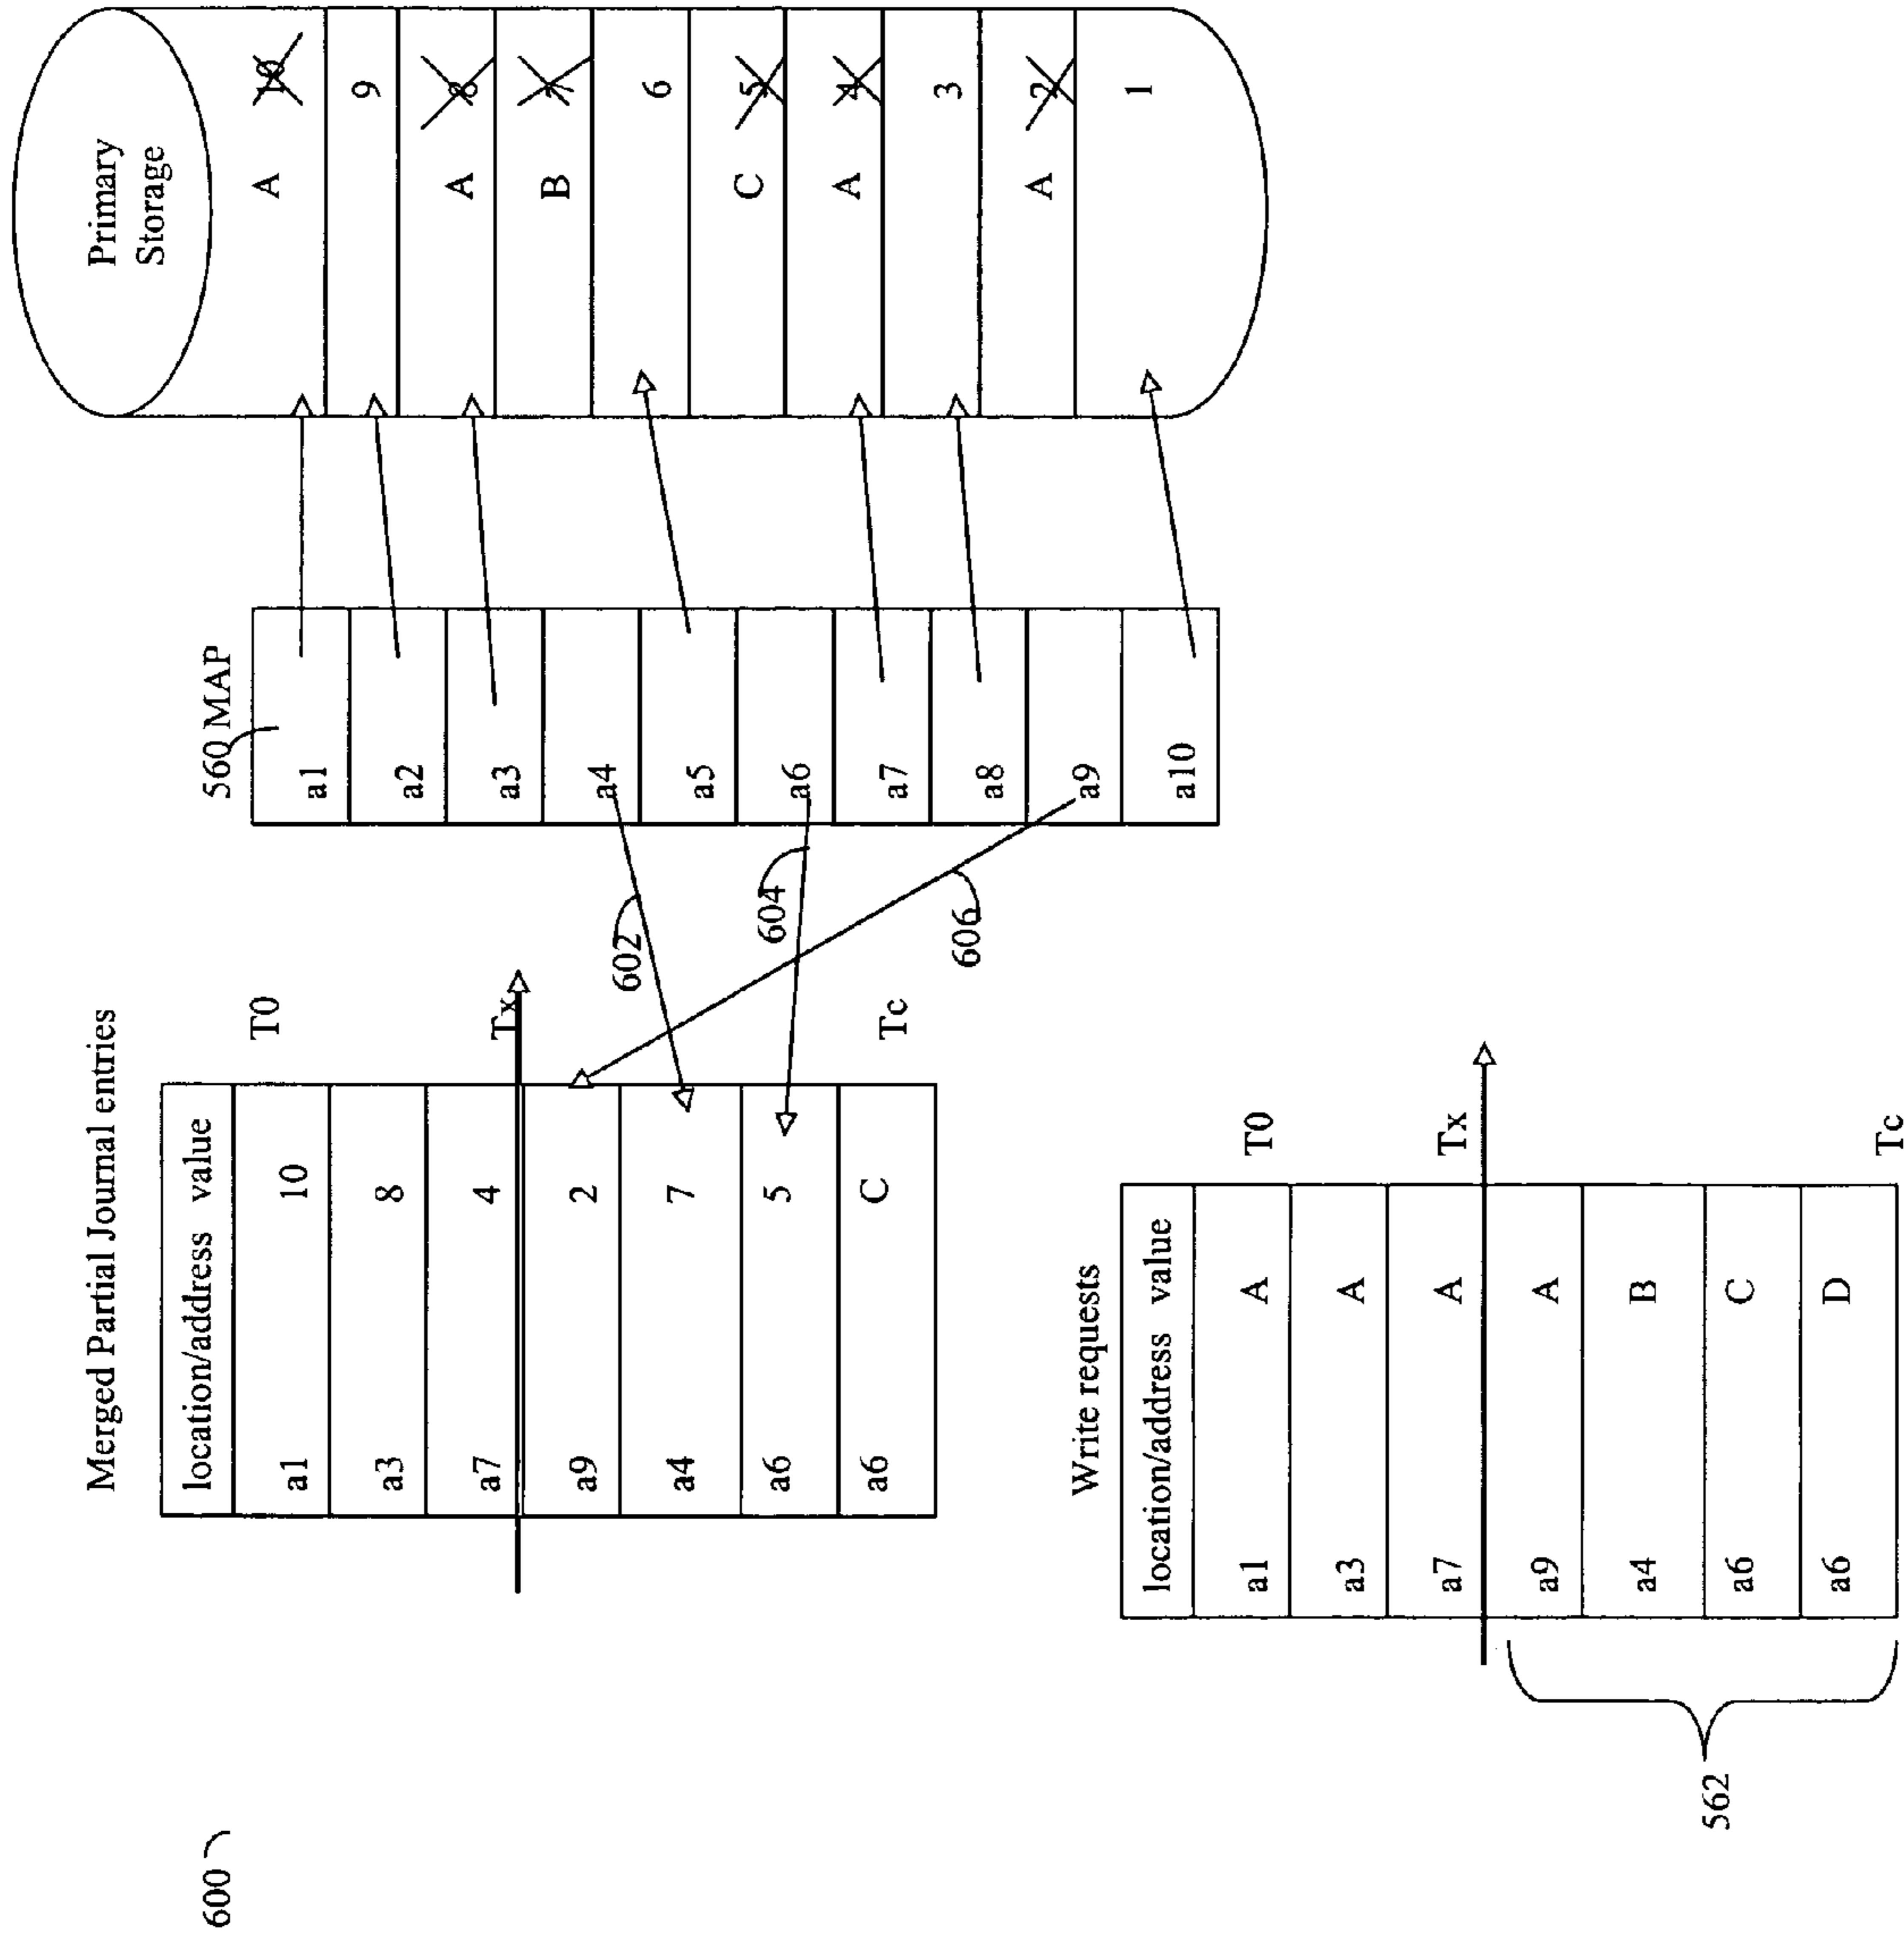 600
Merged Partial Journal entries
location/address value
a1 10 T0
a3 8
a7 4 Tx
a9 2
a4 7
a6 5
a6 C Tc
602
604
606
560 MAP
a1
a2
a3
a4
a5
a6
a7
a8
a9
a10
Primary
Storage
A 10
9
A 8
B 7
6
C 5
A 4
3
A 2
1
Write requests
location/address value
a1 A T0
a3 A
a7 A Tx
a9 A
a4 B
a6 C
a6 D Tc
562